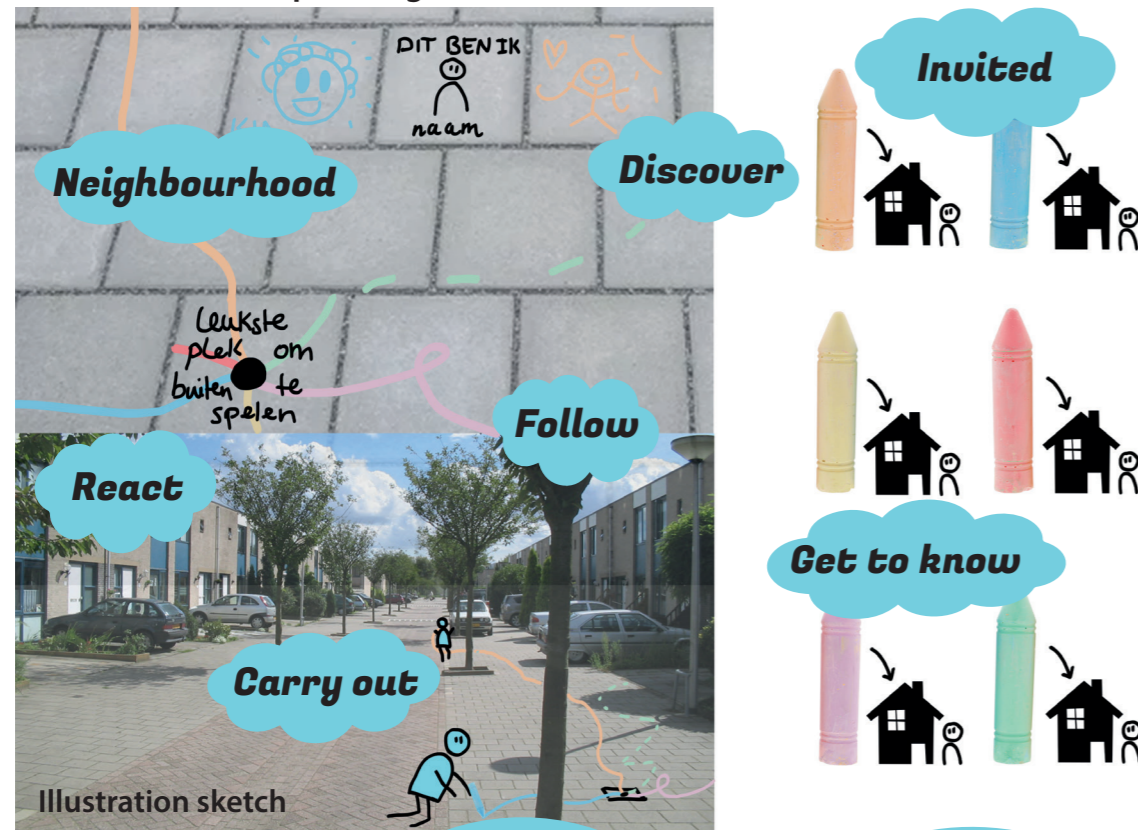 DIT BEN IK
naam
Invited
Neighbourhood
Discover
leukste
plek om
buiten te
spelen
Follow
React
Get to know
Carry out
Illustration sketch